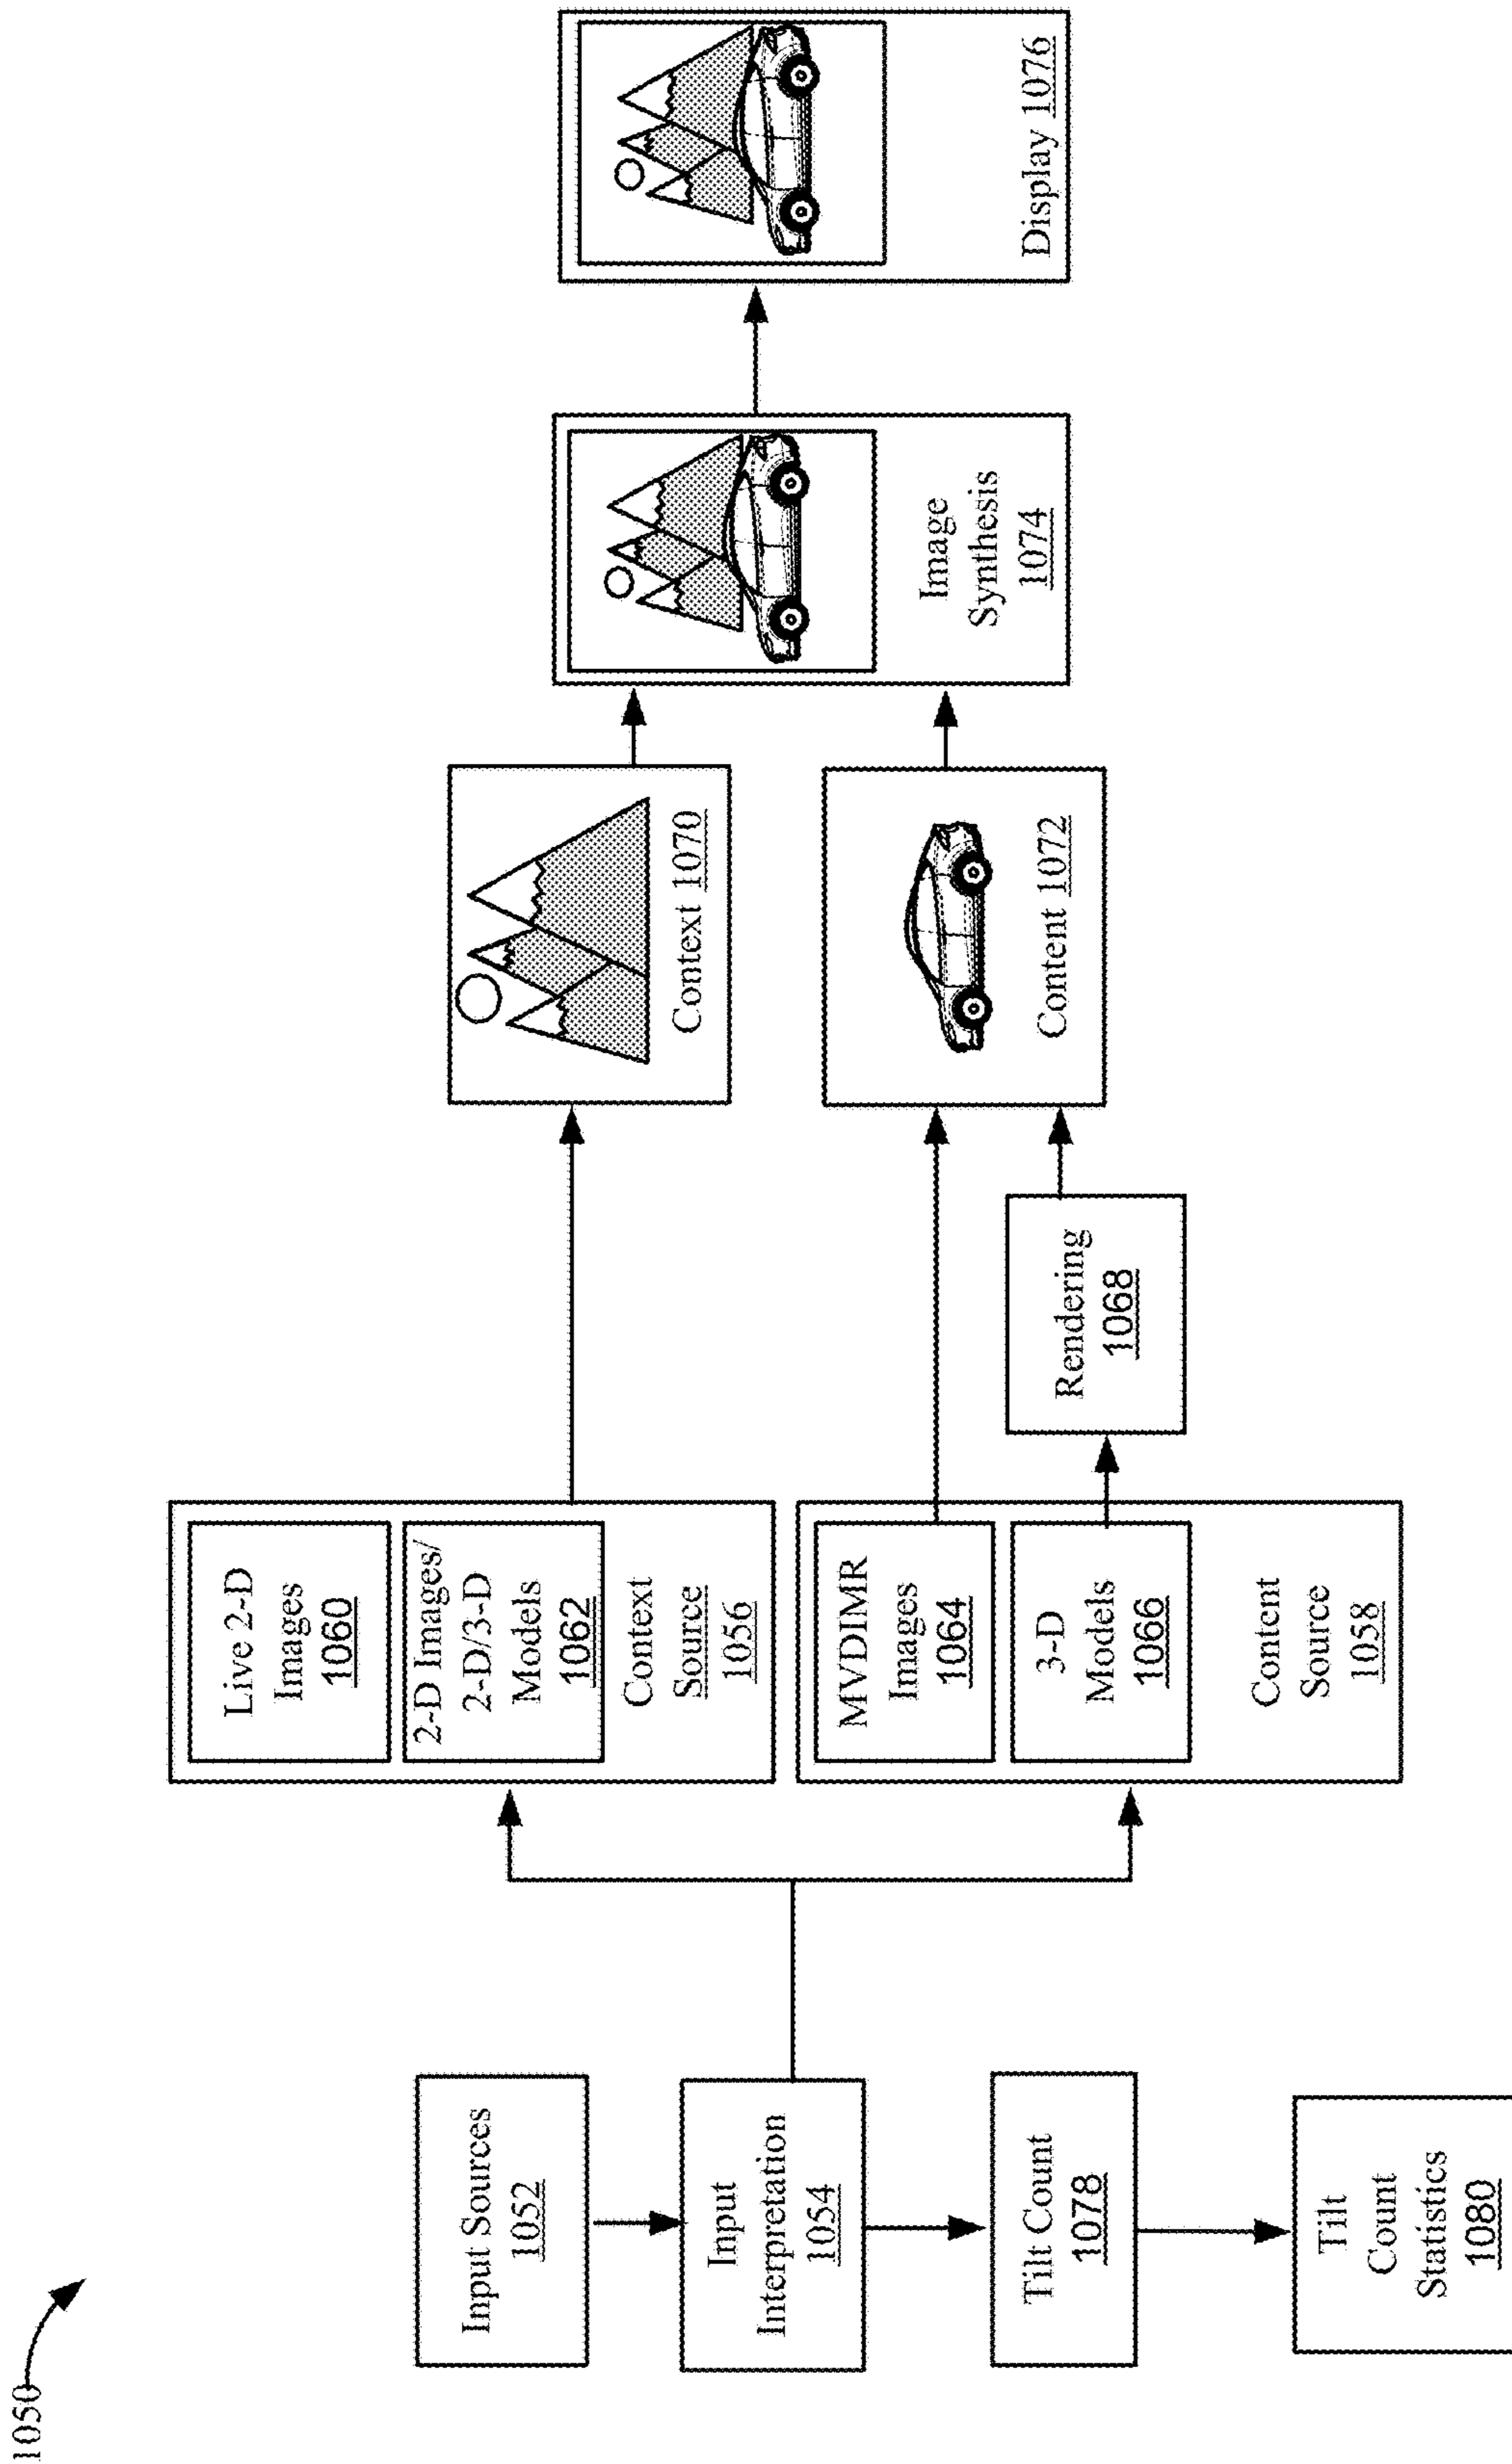 1050
Input Sources
1052
Input
Interpretation
1054
Tilt Count
1078
Tilt
Count
Statistics
1080
Live 2-D
Images
1060
2-D Images/
2-D/3-D
Models
1062
Context
Source
1056
MVDIMR
Images
1064
3-D
Models
1066
Content
Source
1058
Rendering
1068
Context 1070
Content 1072
Image
Synthesis
1074
Display 1076